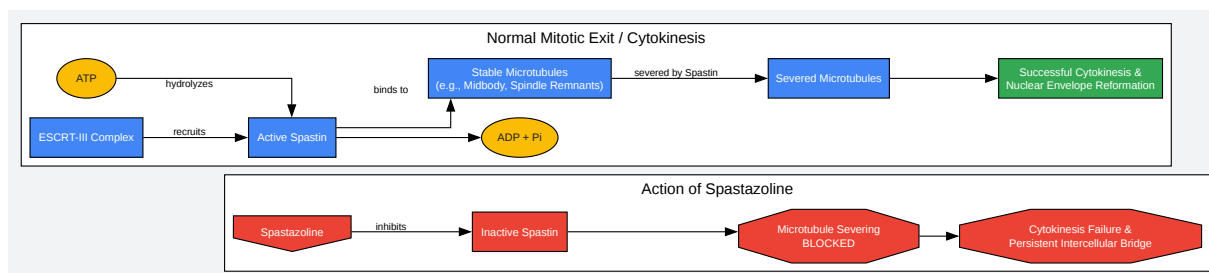 Normal Mitotic Exit / Cytokinesis
ATP
hydrolyzes
binds to
Stable Microtubules
(e.g., Midbody, Spindle Remnants)
severed by Spastin
Severed Microtubules
Successful Cytokinesis &
Nuclear Envelope Reformation
ESCRT-III Complex
recruits
Active Spastin
ADP + Pi
Action of Spastazoline
Spastazoline
inhibits
Inactive Spastin
Microtubule Severing
BLOCKED
Cytokinesis Failure &
Persistent Intercellular Bridge